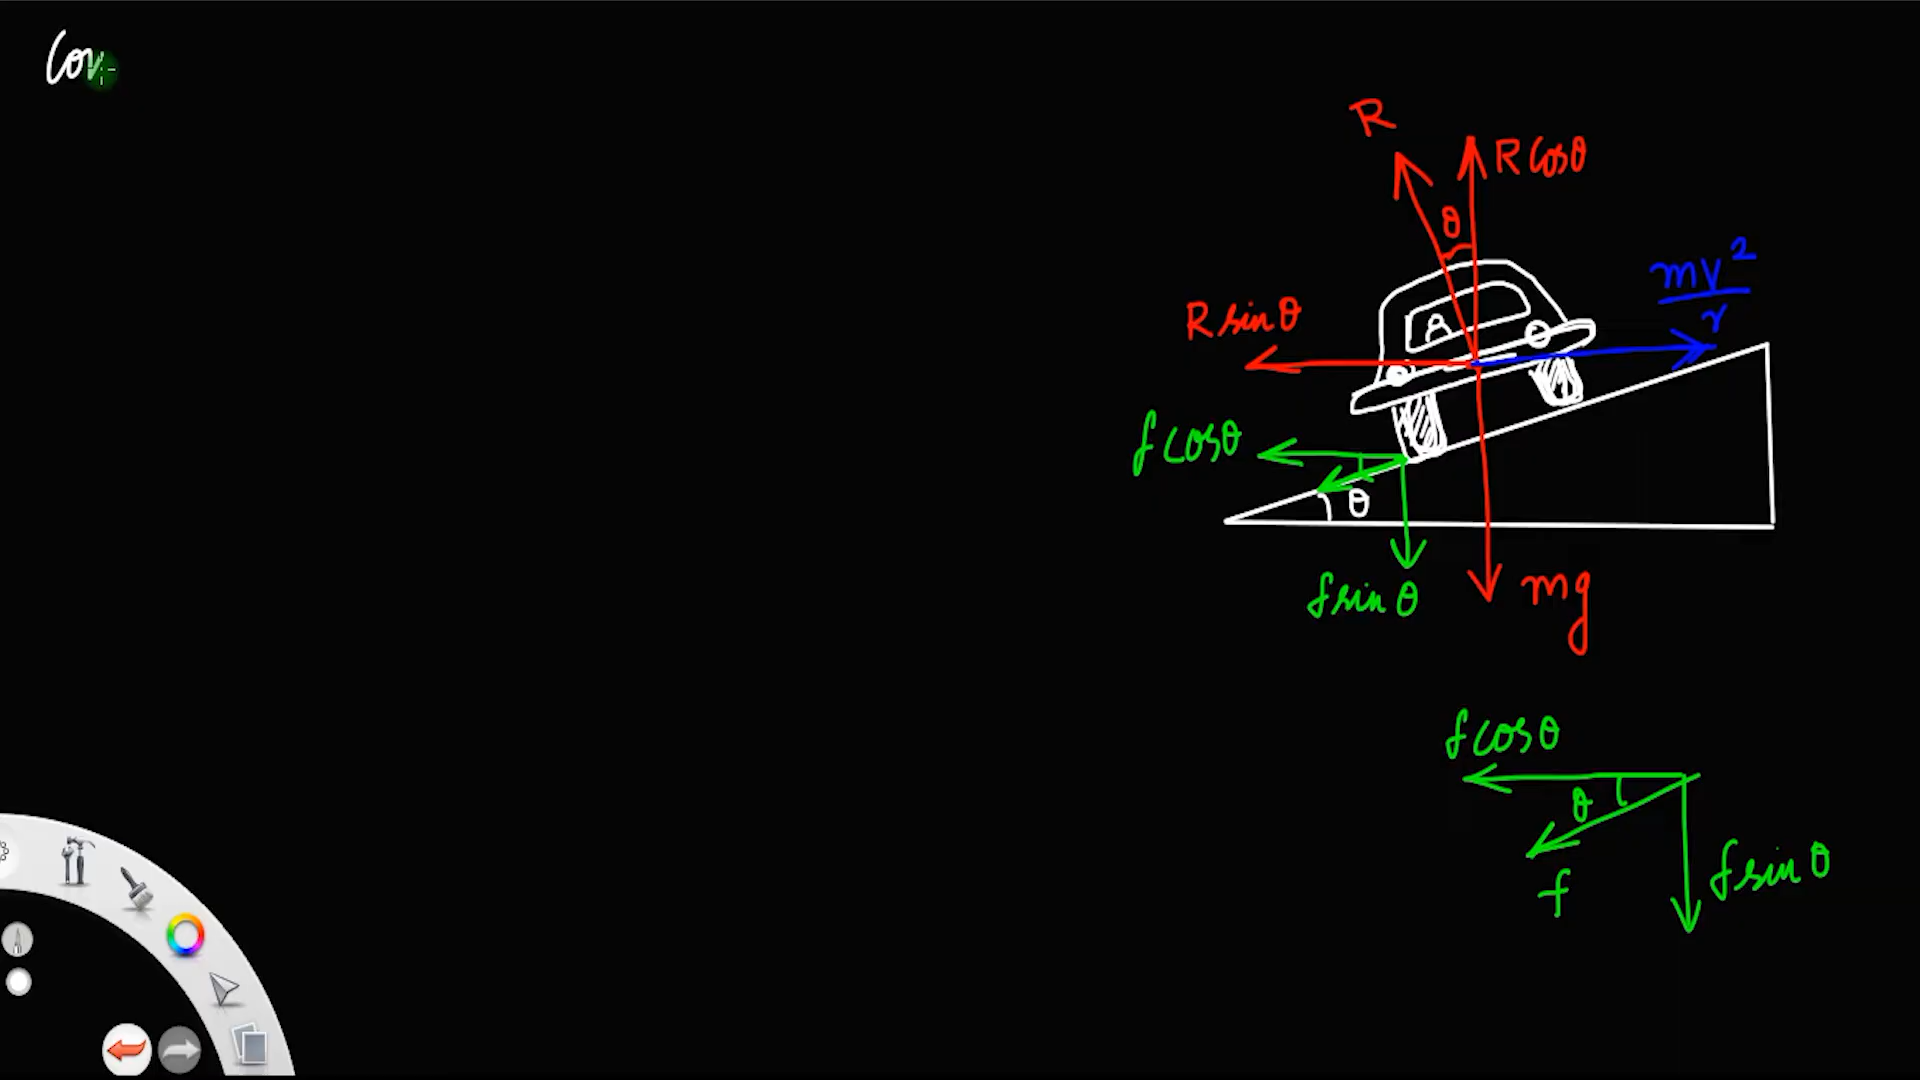 Con
R
R cosθ
θ
mv²
r
R sinθ
f cosθ
θ
f sinθ
mg
f cosθ
θ
f
f sinθ